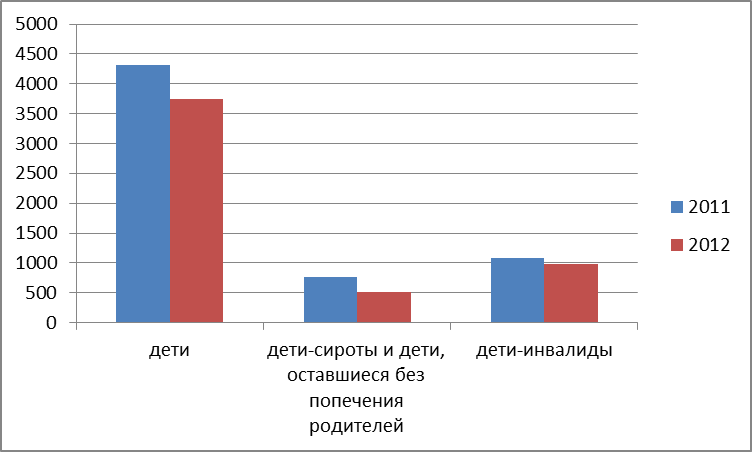 5000
4500
4000
3500
3000
2500
2000
1500
1000
500
0
дети
дети-сироты и дети,
оставшиеся без
попечения
родителей
дети-инвалиды
2011
2012